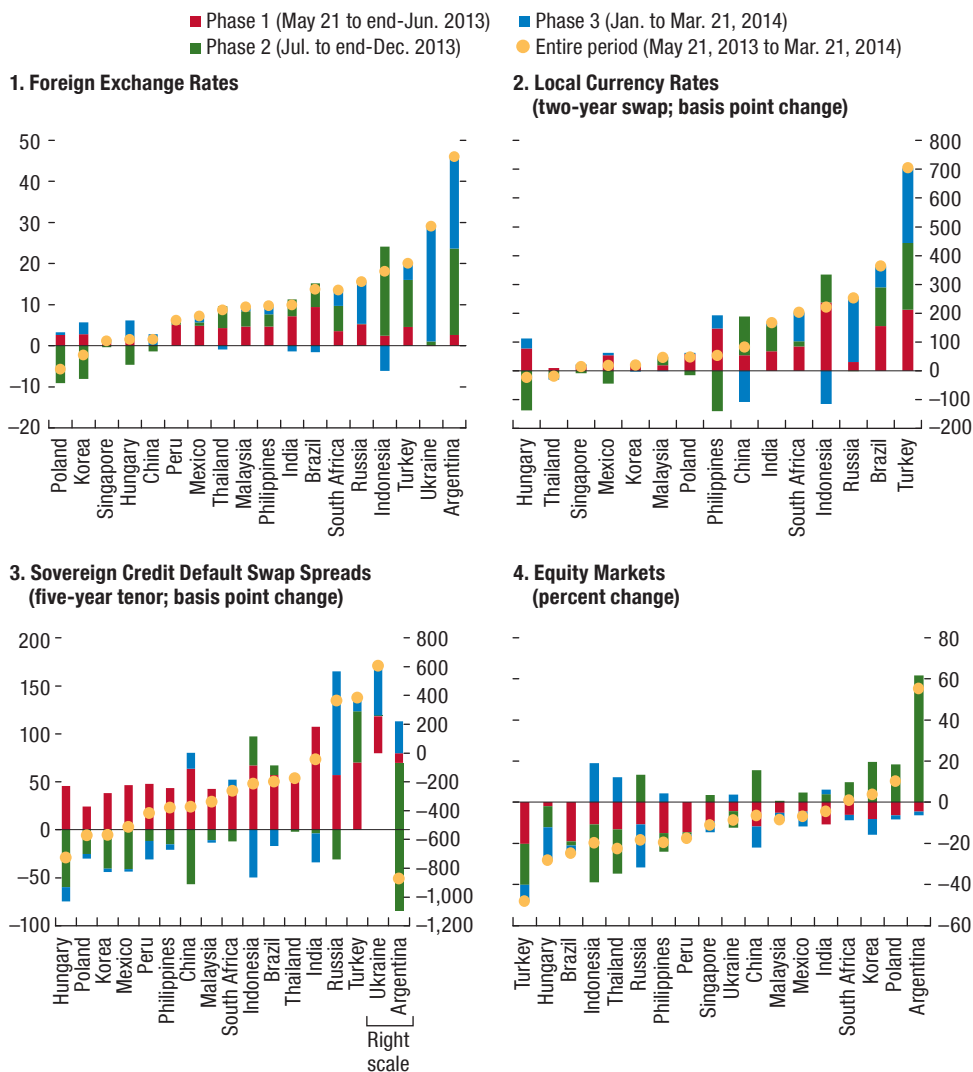 Phase 1 (May 21 to end-Jun. 2013)
Phase 3 (Jan. to Mar. 21, 2014)
Phase 2 (Jul. to end-Dec. 2013)
Entire period (May 21, 2013 to Mar. 21, 2014)
1. Foreign Exchange Rates
50
40
30
20
10
0
–10
–20
Poland
Korea
Singapore
Hungary
China
Peru
Mexico
Thailand
Malaysia
Philippines
India
Brazil
South Africa
Russia
Indonesia
Turkey
Ukraine
Argentina
2. Local Currency Rates
(two-year swap; basis point change)
800
700
600
500
400
300
200
100
0
–100
–200
Hungary
Thailand
Singapore
Mexico
Korea
Malaysia
Poland
Philippines
China
India
South Africa
Indonesia
Russia
Brazil
Turkey
3. Sovereign Credit Default Swap Spreads
(five-year tenor; basis point change)
200
150
100
50
0
–50
–100
800
600
400
200
0
–200
–400
–600
–800
–1,000
–1,200
Hungary
Poland
Korea
Mexico
Peru
Philippines
China
Malaysia
South Africa
Indonesia
Brazil
Thailand
India
Russia
Turkey
Ukraine
Argentina
Right
scale
4. Equity Markets
(percent change)
80
60
40
20
0
–20
–40
–60
Turkey
Hungary
Brazil
Indonesia
Thailand
Russia
Philippines
Peru
Singapore
Ukraine
China
Malaysia
Mexico
India
South Africa
Korea
Poland
Argentina